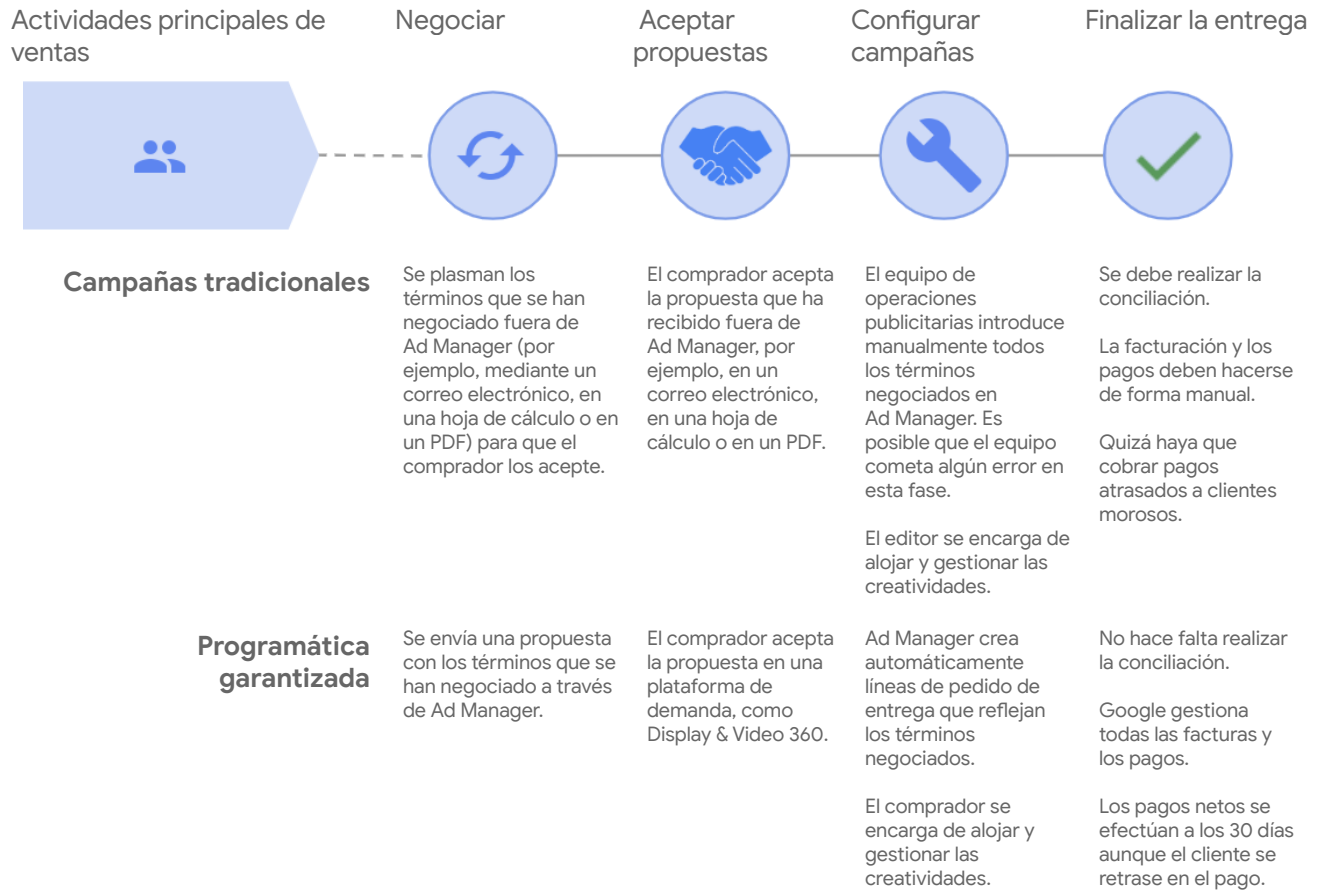 Actividades principales de
ventas
Negociar
Aceptar
propuestas
Configurar
campañas
Finalizar la entrega
Campañas tradicionales
Se plasman los
términos que se han
negociado fuera de
Ad Manager (por
ejemplo, mediante un
correo electrónico, en
una hoja de cálculo o en
un PDF) para que el
comprador los acepte.
El comprador acepta
la propuesta que ha
recibido fuera de
Ad Manager, por
ejemplo, en un
correo electrónico,
en una hoja de
cálculo o en un PDF.
El equipo de
operaciones
publicitarias introduce
manualmente todos
los términos
negociados en
Ad Manager. Es
posible que el equipo
cometa algún error en
esta fase.
El editor se encarga de
alojar y gestionar las
creatividades.
Se debe realizar la
conciliación.
La facturación y los
pagos deben hacerse
de forma manual.
Quizá haya que
cobrar pagos
atrasados a clientes
morosos.
Programática
garantizada
Se envía una propuesta
con los términos que se
han negociado a través
de Ad Manager.
El comprador acepta
la propuesta en una
plataforma de
demanda, como
Display & Video 360.
Ad Manager crea
automáticamente
líneas de pedido de
entrega que reflejan
los términos
negociados.
El comprador se
encarga de alojar y
gestionar las
creatividades.
No hace falta realizar
la conciliación.
Google gestiona
todas las facturas y
los pagos.
Los pagos netos se
efectúan a los 30 días
aunque el cliente se
retrase en el pago.